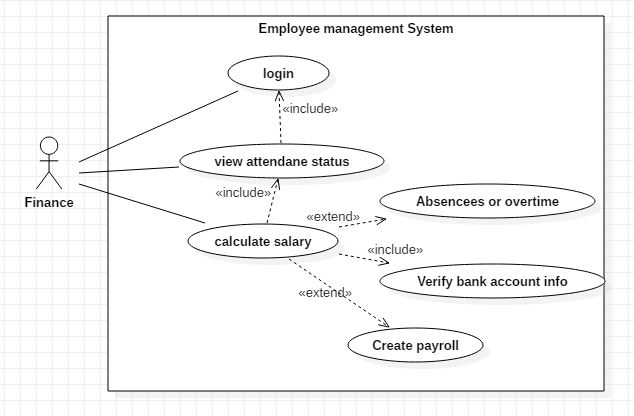 Employee management System
login
«include»
view attendane status
Finance
«include»
Absencees or overtime
«extend»
calculate salary
«include»
Verify bank account info
«extend»
Create payroll